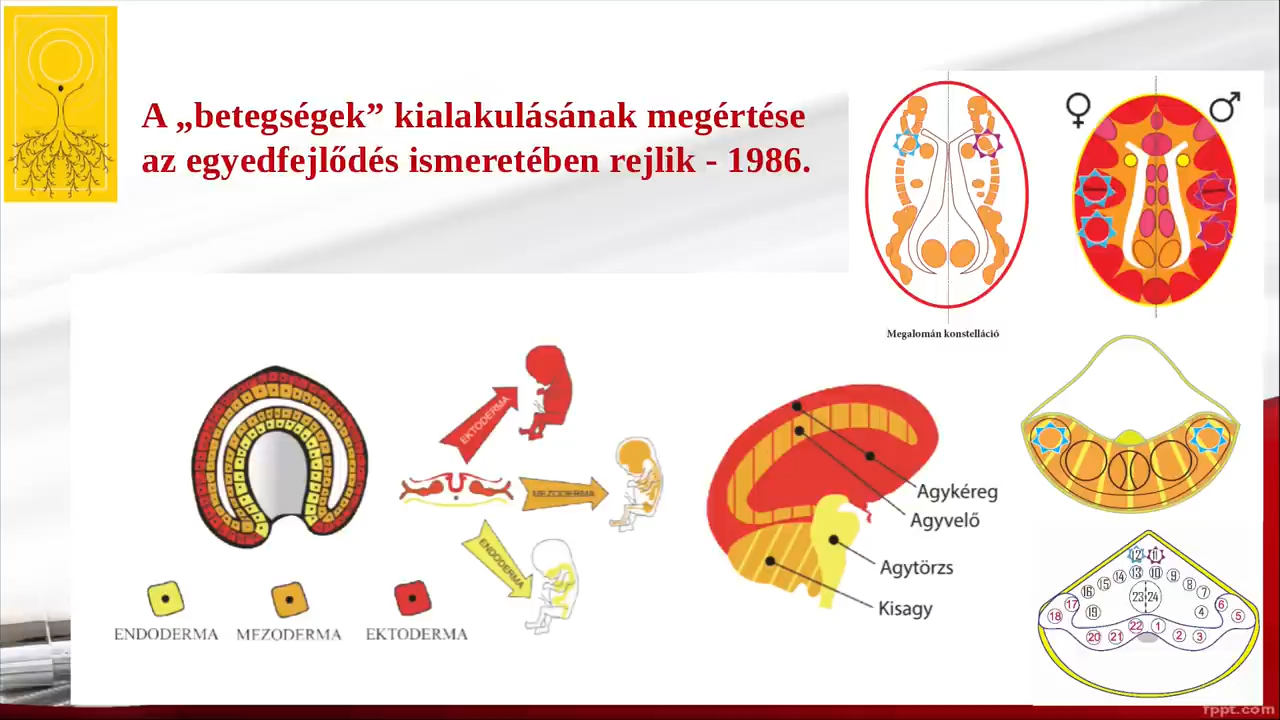 A „betegségek” kialakulásának megértése
az egyedfejlődés ismeretében rejlik - 1986.
♀ ♂
Megalomán konstelláció
EKTODERMA
MEZODERMA
ENDODERMA
Agykéreg
Agyvelő
Agytörzs
Kisagy
ENDODERMA MEZODERMA EKTODERMA
12 11
15 14 13 10 9 8
16 7
17 23 24 6
18 19 4 5
22 1
20 21 2 3
fppt.com